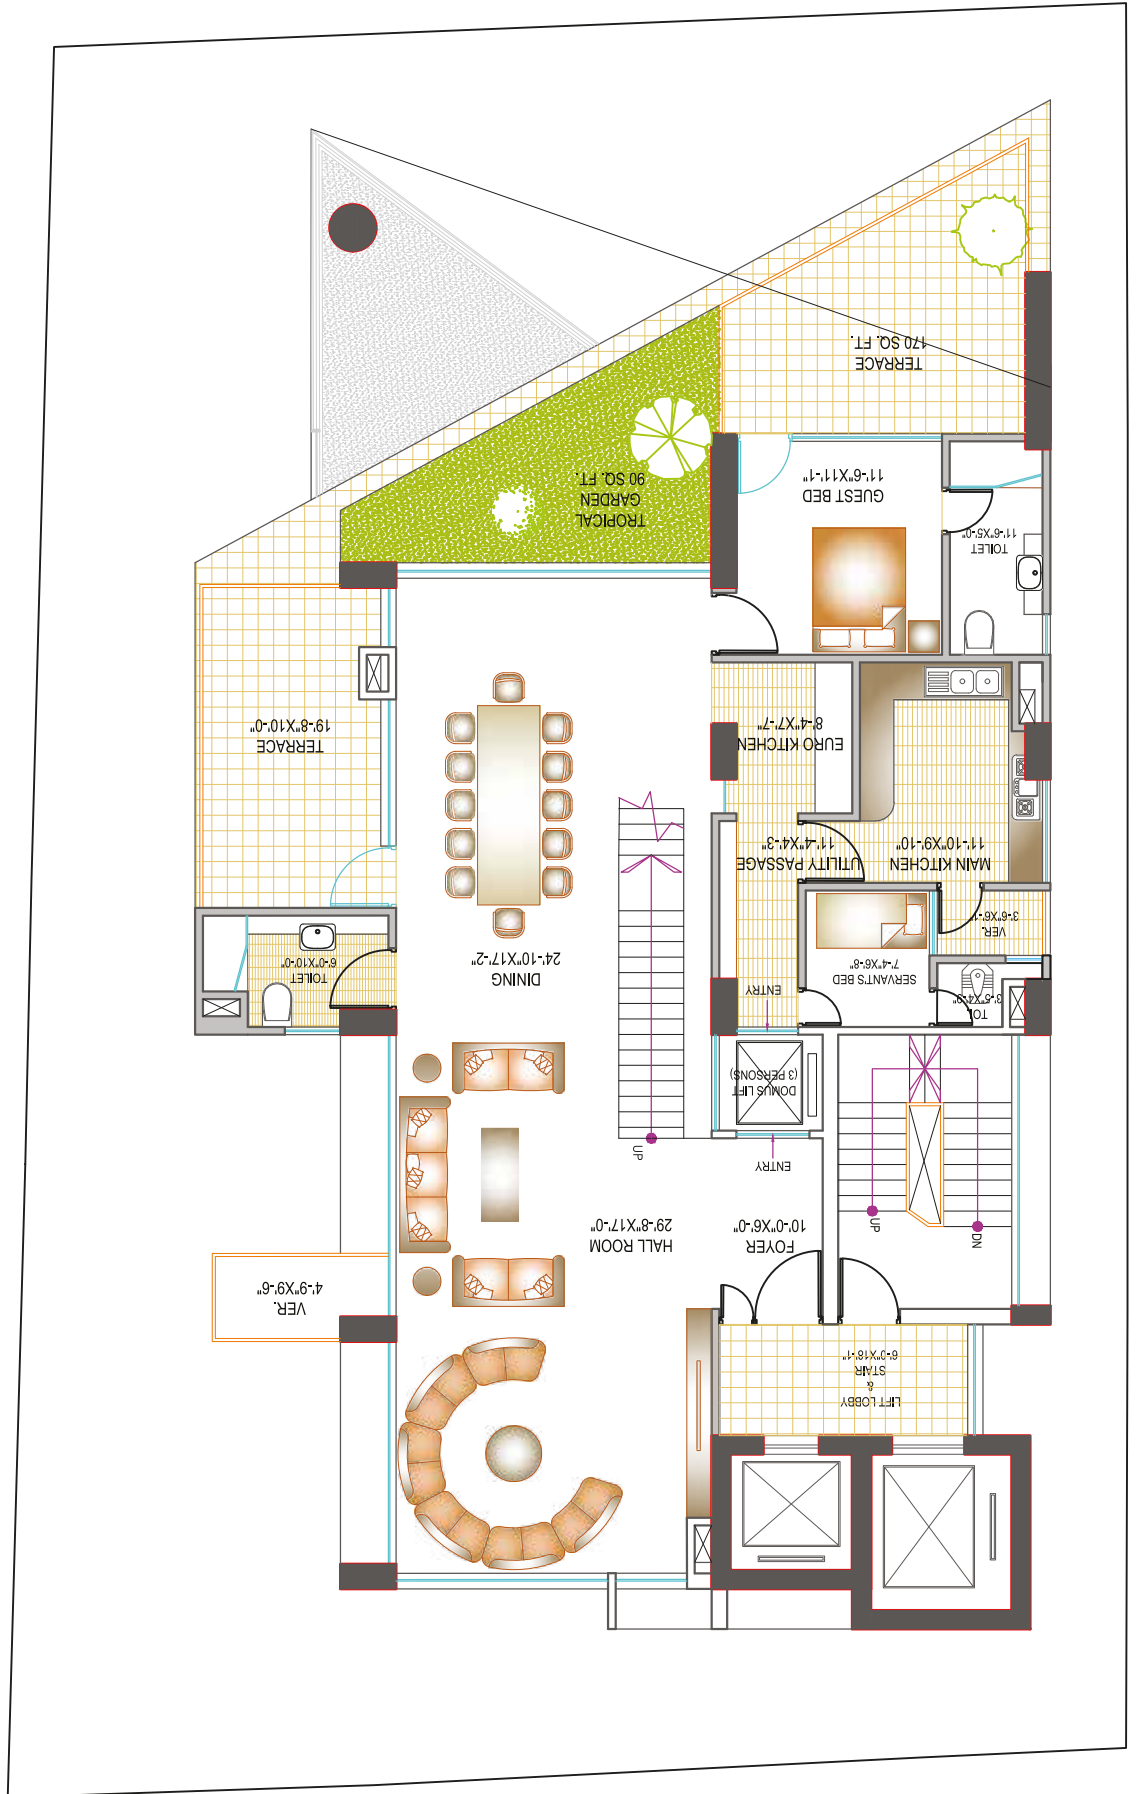 LIFT LOBBY
&
STAIR
6'-0"X18'-1"
VER.
4'-9"X9'-6"
FOYER
10'-0"X6'-0"
HALL ROOM
29'-8"X17'-0"
DN
UP
ENTRY
UP
DOMUS LIFT
(3 PERSONS)
ENTRY
TOI.
SERVANT'S BED
7'-4"X6'-8"
DINING
24'-10"X17'-2"
TOILET
6'-0"X10'-0"
VER.
3'-6"X6'-1"
MAIN KITCHEN
11'-10"X9'-10"
UTILITY PASSAGE
11'-4"X4'-3"
EURO KITCHEN
8'-4"X7'-7"
TERRACE
19'-8"X10'-0"
TOILET
11'-6"X5'-0"
TROPICAL
GARDEN
90 SQ. FT.
GUEST BED
11'-6"X11'-1"
TERRACE
170 SQ. FT.